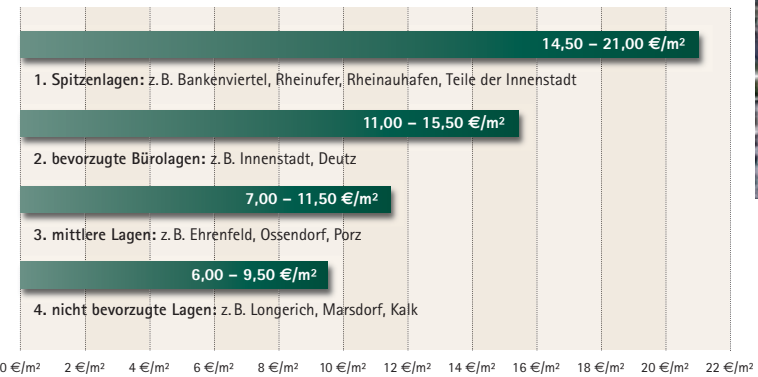 14,50 – 21,00 €/m²
1. Spitzenlagen: z. B. Bankenviertel, Rheinufer, Rheinauhafen, Teile der Innenstadt
11,00 – 15,50 €/m²
2. bevorzugte Bürolagen: z. B. Innenstadt, Deutz
7,00 – 11,50 €/m²
3. mittlere Lagen: z. B. Ehrenfeld, Ossendorf, Porz
6,00 – 9,50 €/m²
4. nicht bevorzugte Lagen: z. B. Longerich, Marsdorf, Kalk
0 €/m² 2 €/m² 4 €/m² 6 €/m² 8 €/m² 10 €/m² 12 €/m² 14 €/m² 16 €/m² 18 €/m² 20 €/m² 22 €/m²